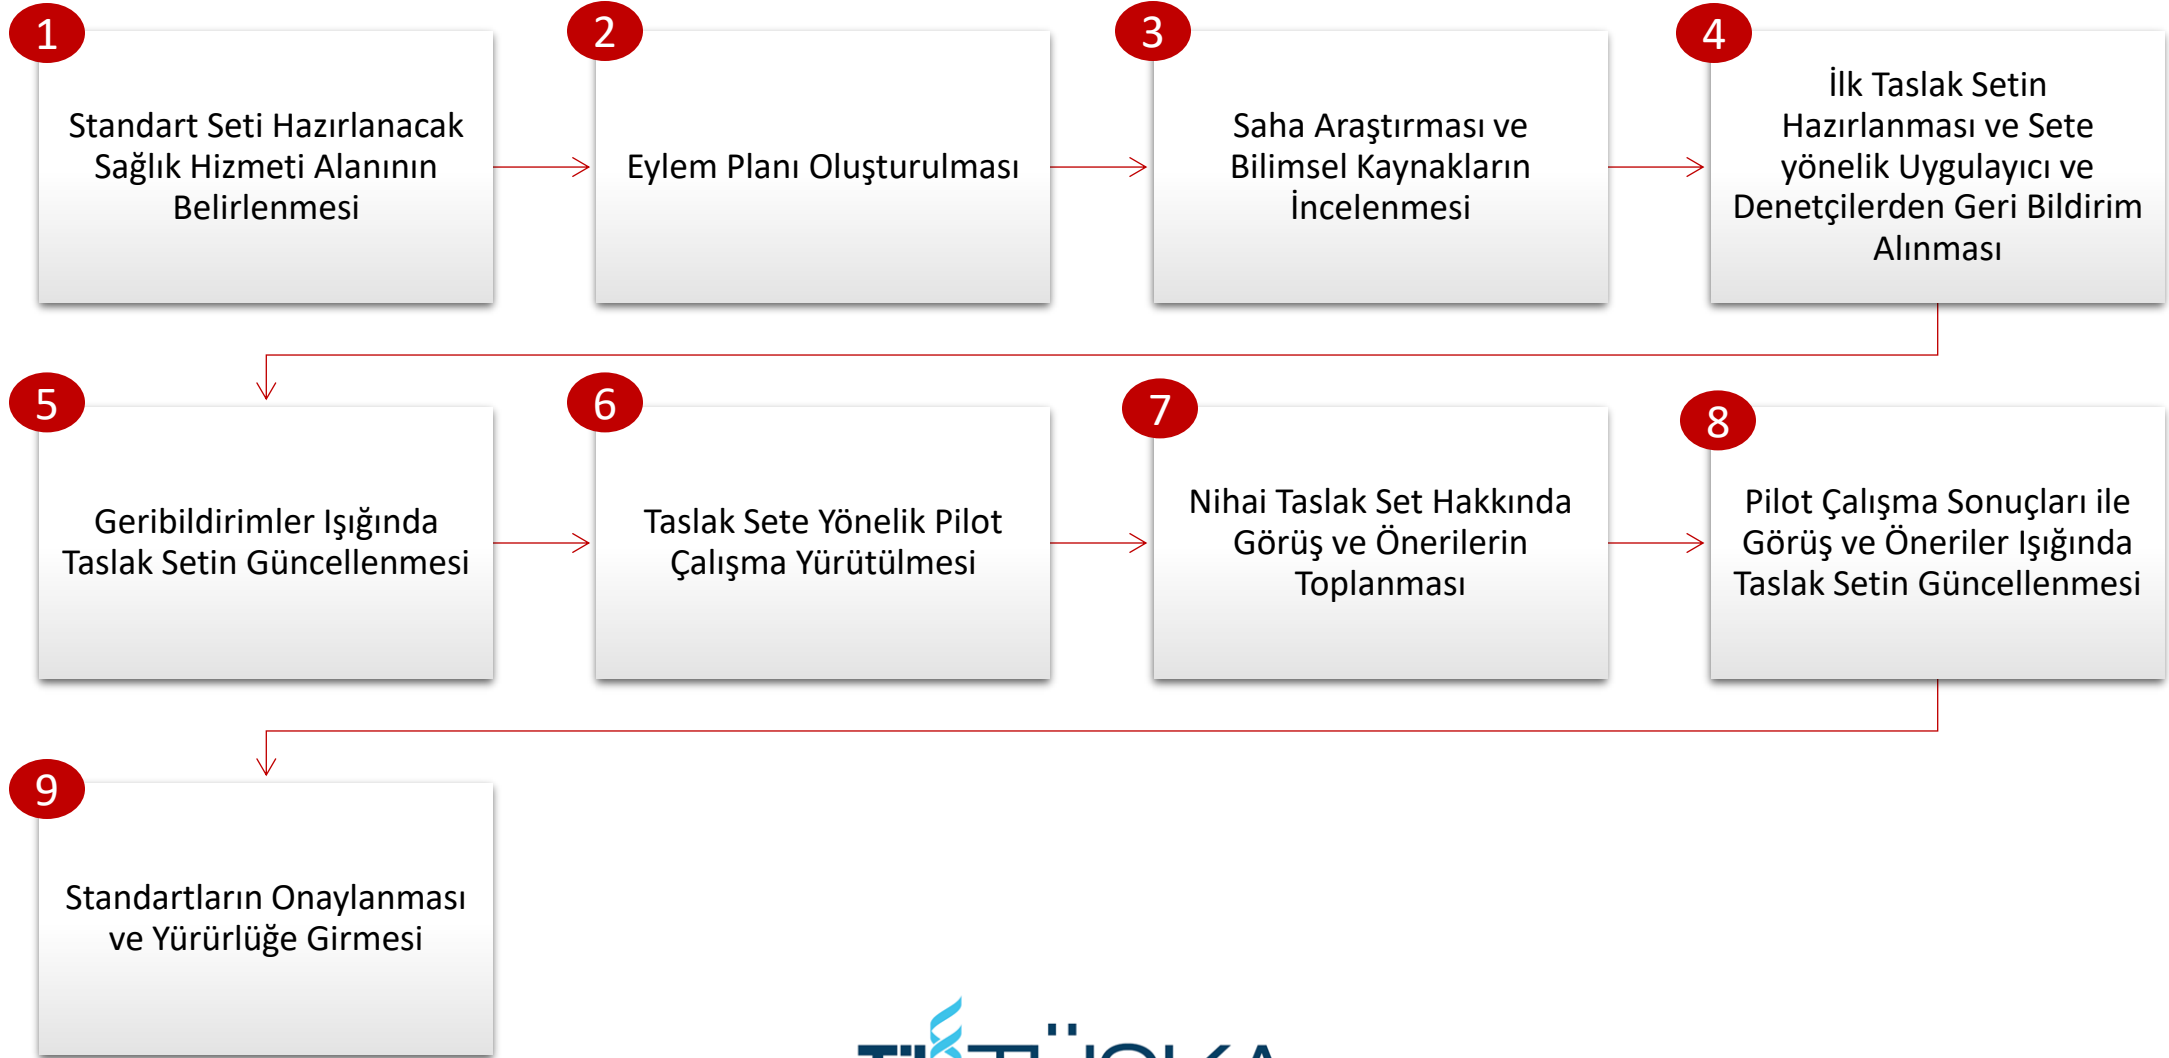 1
Standart Seti Hazırlanacak
Sağlık Hizmeti Alanının
Belirlenmesi
2
Eylem Planı Oluşturulması
3
Saha Araştırması ve
Bilimsel Kaynakların
İncelenmesi
4
İlk Taslak Setin
Hazırlanması ve Sete
yönelik Uygulayıcı ve
Denetçilerden Geri Bildirim
Alınması
5
Geribildirimler Işığında
Taslak Setin Güncellenmesi
6
Taslak Sete Yönelik Pilot
Çalışma Yürütülmesi
7
Nihai Taslak Set Hakkında
Görüş ve Önerilerin
Toplanması
8
Pilot Çalışma Sonuçları ile
Görüş ve Öneriler Işığında
Taslak Setin Güncellenmesi
9
Standartların Onaylanması
ve Yürürlüğe Girmesi